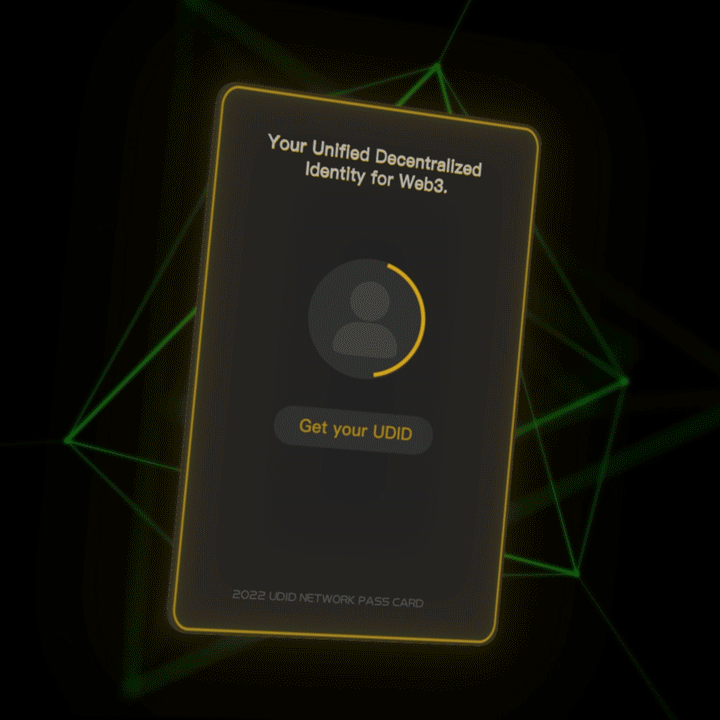 Your Unified Decentralized
Identity for Web3.
Get your UDID
2022 UDID NETWORK PASS CARD